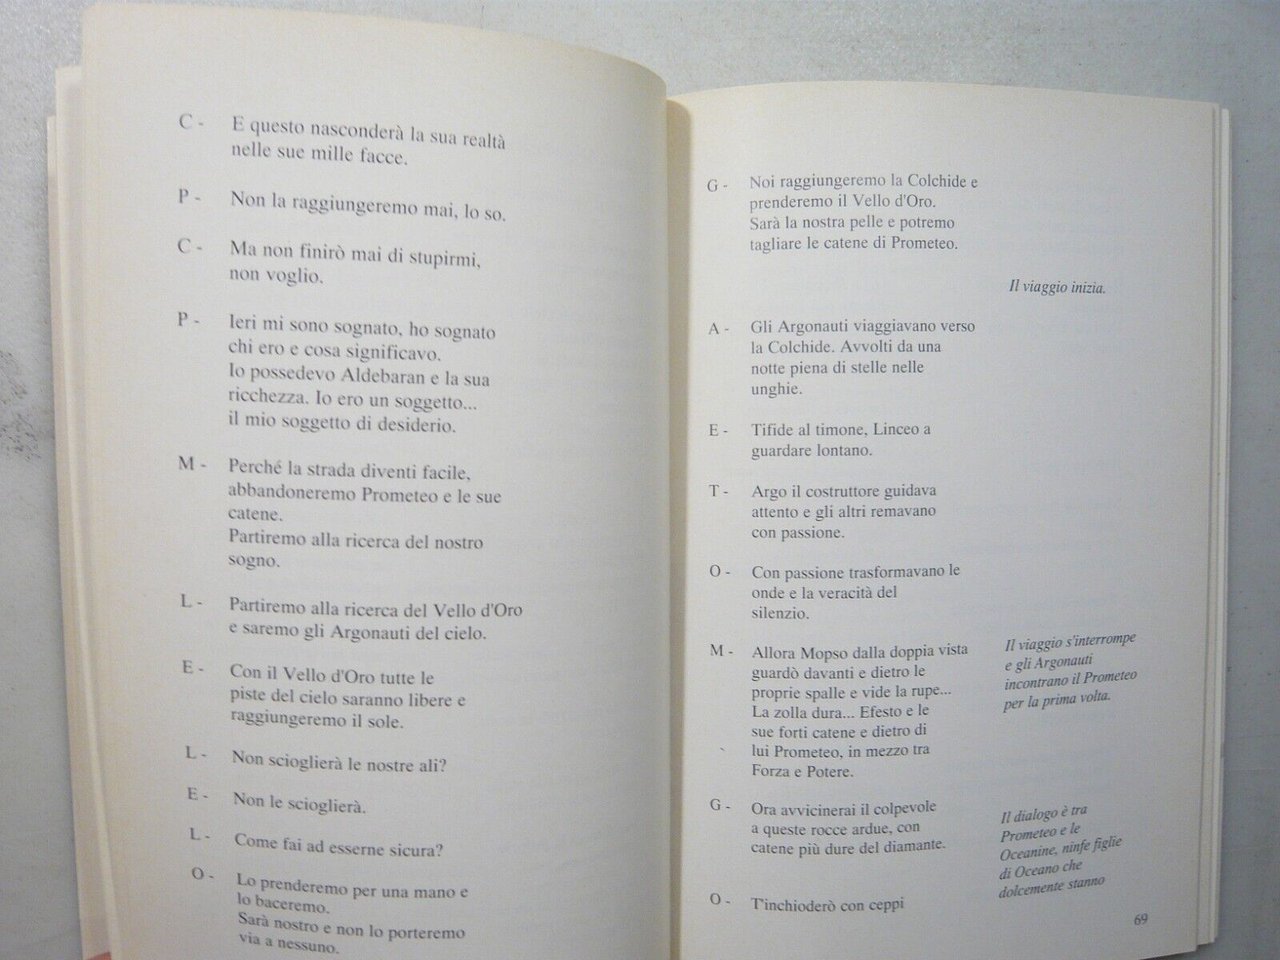 C - E questo nasconderà la sua realtà
nelle sue mille facce.
P - Non la raggiungeremo mai, lo so.
C - Ma non finirò mai di stupirmi,
non voglio.
P - Ieri mi sono sognato, ho sognato
chi ero e cosa significavo.
Io possedevo Aldebaran e la sua
ricchezza. Io ero un soggetto...
il mio soggetto di desiderio.
M - Perché la strada diventi facile,
abbandoneremo Prometeo e le sue
catene.
Partiremo alla ricerca del nostro
sogno.
L - Partiremo alla ricerca del Vello d'Oro
e saremo gli Argonauti del cielo.
E - Con il Vello d'Oro tutte le
piste del cielo saranno libere e
raggiungeremo il sole.
L - Non scioglierà le nostre ali?
E - Non le scioglierà.
L - Come fai ad esserne sicura?
O - Lo prenderemo per una mano e
lo baceremo.
Sarà nostro e non lo porteremo
via a nessuno.
G - Noi raggiungeremo la Colchide e
prenderemo il Vello d'Oro.
Sarà la nostra pelle e potremo
tagliare le catene di Prometeo.
Il viaggio inizia.
A - Gli Argonauti viaggiavano verso
la Colchide. Avvolti da una
notte piena di stelle nelle
unghie.
E - Tifide al timone, Linceo a
guardare lontano.
T - Argo il costruttore guidava
attento e gli altri remavano
con passione.
O - Con passione trasformavano le
onde e la veracità del
silenzio.
M - Allora Mopso dalla doppia vista
guardò davanti e dietro le
proprie spalle e vide la rupe...
La zolla dura... Efesto e le
sue forti catene e dietro di
lui Prometeo, in mezzo tra
Forza e Potere.
Il viaggio s'interrompe
e gli Argonauti
incontrano il Prometeo
per la prima volta.
G - Ora avvicinerai il colpevole
a queste rocce ardue, con
catene più dure del diamante.
Il dialogo è tra
Prometeo e le
Oceanine, ninfe figlie
di Oceano che
dolcemente stanno
O - T'inchioderò con ceppi
69